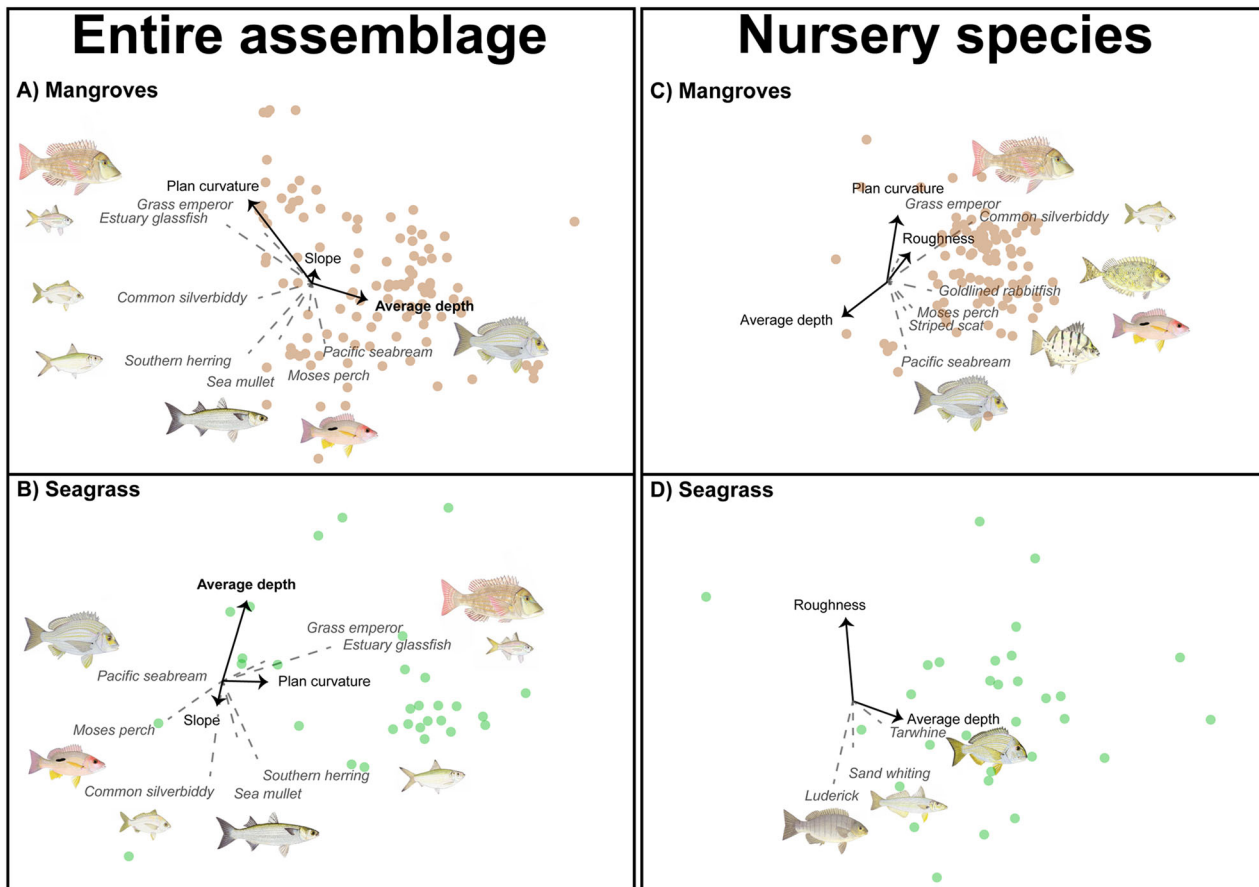 Entire assemblage
Nursery species
A) Mangroves
Plan curvature
Grass emperor
Estuary glassfish
Slope
Common silverbiddy
Average depth
Southern herring
Pacific seabream
Sea mullet
Moses perch
C) Mangroves
Plan curvature
Grass emperor
Common silverbiddy
Roughness
Goldlined rabbitfish
Average depth
Moses perch
Striped scat
Pacific seabream
B) Seagrass
Average depth
Grass emperor
Estuary glassfish
Pacific seabream
Plan curvature
Slope
Moses perch
Southern herring
Common silverbiddy
Sea mullet
D) Seagrass
Roughness
Average depth
Tarwhine
Sand whiting
Luderick